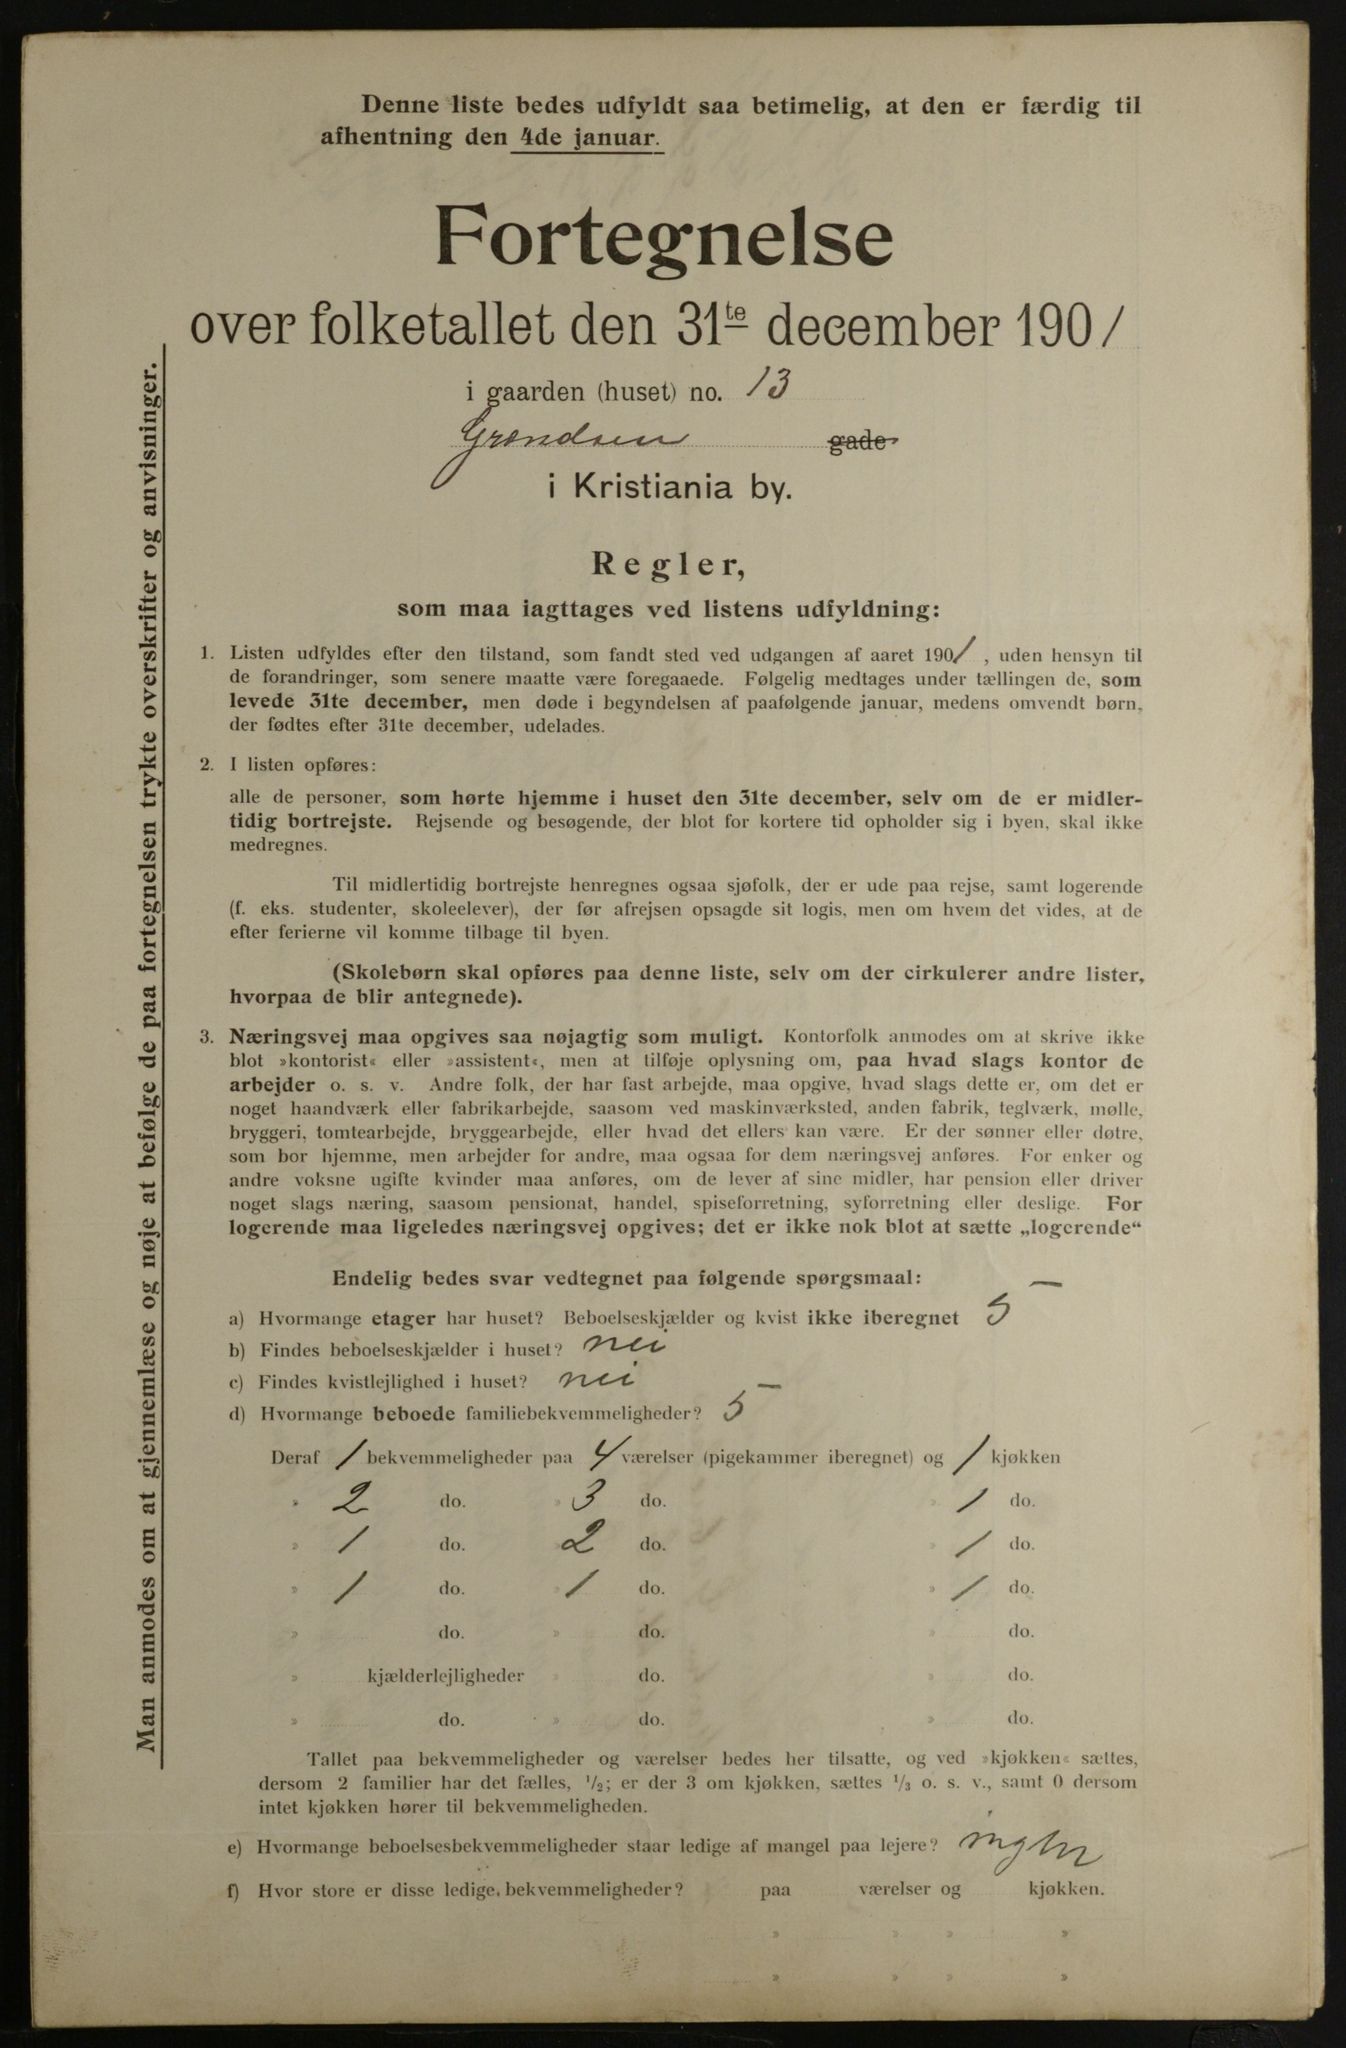 Denne liste bedes udfyldt saa betimelig, at den er færdig til
afhentning den 4de januar.
Fortegnelse
over folketallet den 31te december 1901
i gaarden (huset) no. 13
Grændsen gade
i Kristiania by.
Regler,
som maa iagttages ved listens udfyldning:
1. Listen udfyldes efter den tilstand, som fandt sted ved udgangen af aaret 1901, uden hensyn til
de forandringer, som senere maatte være foregaaede. Følgelig medtages under tællingen de, som
levede 31te december, men døde i begyndelsen af paafølgende januar, medens omvendt børn,
der fødtes efter 31te december, udelades.
2. I listen opføres:
alle de personer, som hørte hjemme i huset den 31te december, selv om de er midler-
tidig bortrejste. Rejsende og besøgende, der blot for kortere tid opholder sig i byen, skal ikke
medregnes.
Til midlertidig bortrejste henregnes ogsaa sjøfolk, der er ude paa rejse, samt logerende
(f. eks. studenter, skoleelever), der før afrejsen opsagde sit logis, men om hvem det vides, at de
efter ferierne vil komme tilbage til byen.
(Skolebørn skal opføres paa denne liste, selv om der cirkulerer andre lister,
hvorpaa de blir antegnede).
3. Næringsvej maa opgives saa nøjagtig som muligt. Kontorfolk anmodes om at skrive ikke
blot »kontorist« eller »assistent«, men at tilføje oplysning om, paa hvad slags kontor de
arbejder o. s. v. Andre folk, der har fast arbejde, maa opgive, hvad slags dette er, om det er
noget haandværk eller fabrikarbejde, saasom ved maskinværksted, anden fabrik, teglværk, mølle,
bryggeri, tomtearbejde, bryggearbejde, eller hvad det ellers kan være. Er der sønner eller døtre,
som bor hjemme, men arbejder for andre, maa ogsaa for dem næringsvej anføres. For enker og
andre voksne ugifte kvinder maa anføres, om de lever af sine midler, har pension eller driver
noget slags næring, saasom pensionat, handel, spiseforretning, syforretning eller deslige. For
logerende maa ligeledes næringsvej opgives; det er ikke nok blot at sætte „logerende“
Endelig bedes svar vedtegnet paa følgende spørgsmaal:
a) Hvormange etager har huset? Beboelseskjælder og kvist ikke iberegnet 5
b) Findes beboelseskjælder i huset? nei
c) Findes kvistlejlighed i huset? nei
d) Hvormange beboede familiebekvemmeligheder? 5
Deraf 1 bekvemmeligheder paa 4 værelser (pigekammer iberegnet) og 1 kjøkken
» 2 do. » 3 do. » 1 do.
» 1 do. » 2 do. » 1 do.
» 1 do. » 1 do. » 1 do.
» do. » do. » do.
» kjælderlejligheder » do. » do.
» do. » do. » do.
Tallet paa bekvemmeligheder og værelser bedes her tilsatte, og ved »kjøkken« sættes,
dersom 2 familier har det fælles, 1/2; er der 3 om kjøkken, sættes 1/3 o. s. v., samt 0 dersom
intet kjøkken hører til bekvemmeligheden.
e) Hvormange beboelsesbekvemmeligheder staar ledige af mangel paa lejere? ingen
f) Hvor store er disse ledige bekvemmeligheder? paa værelser og kjøkken.
» » » »
» » » »
Man anmodes om at gjennemlæse og nøje at befølge de paa fortegnelsen trykte overskrifter og anvisninger.